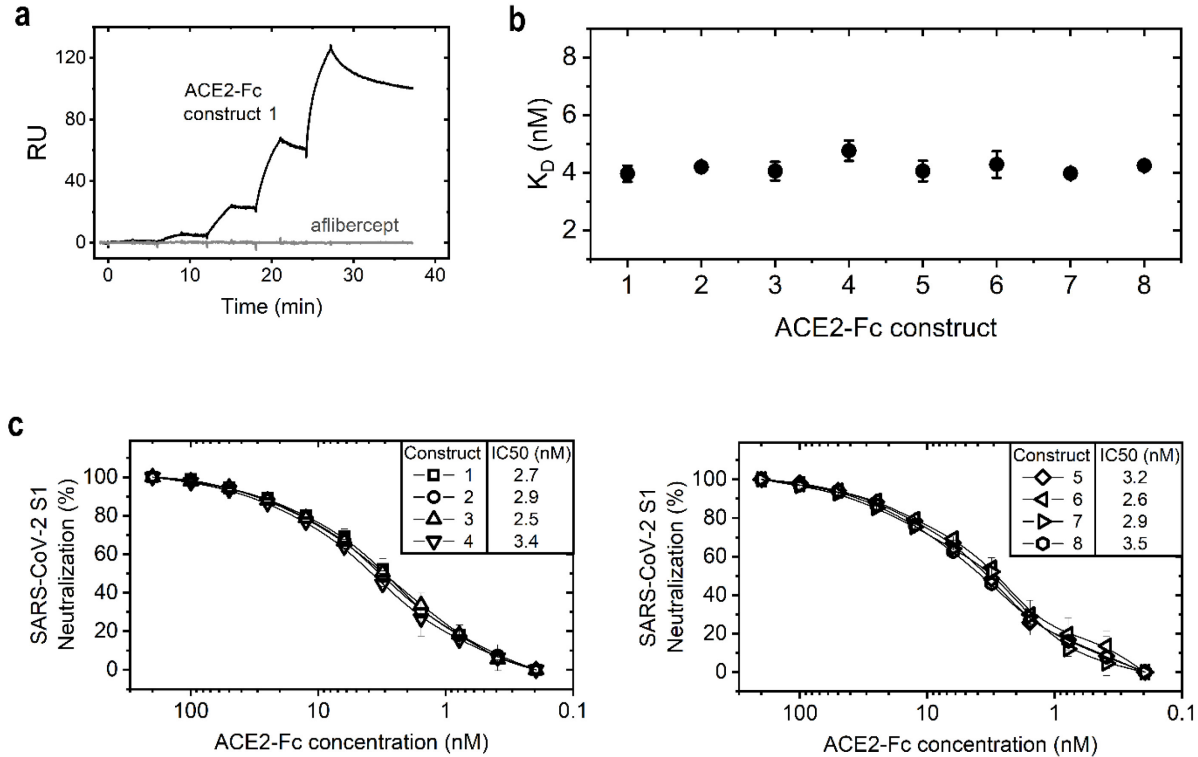 a
RU
120
80
40
0
ACE2-Fc
construct 1
aflibercept
0
10
20
30
40
Time (min)
b
K_D (nM)
8
6
4
2
1
2
3
4
5
6
7
8
ACE2-Fc construct
c
SARS-CoV-2 S1
Neutralization (%)
100
80
60
40
20
0
Construct IC50 (nM)
1 2.7
2 2.9
3 2.5
4 3.4
100
10
1
0.1
ACE2-Fc concentration (nM)
SARS-CoV-2 S1
Neutralization (%)
100
80
60
40
20
0
Construct IC50 (nM)
5 3.2
6 2.6
7 2.9
8 3.5
100
10
1
0.1
ACE2-Fc concentration (nM)